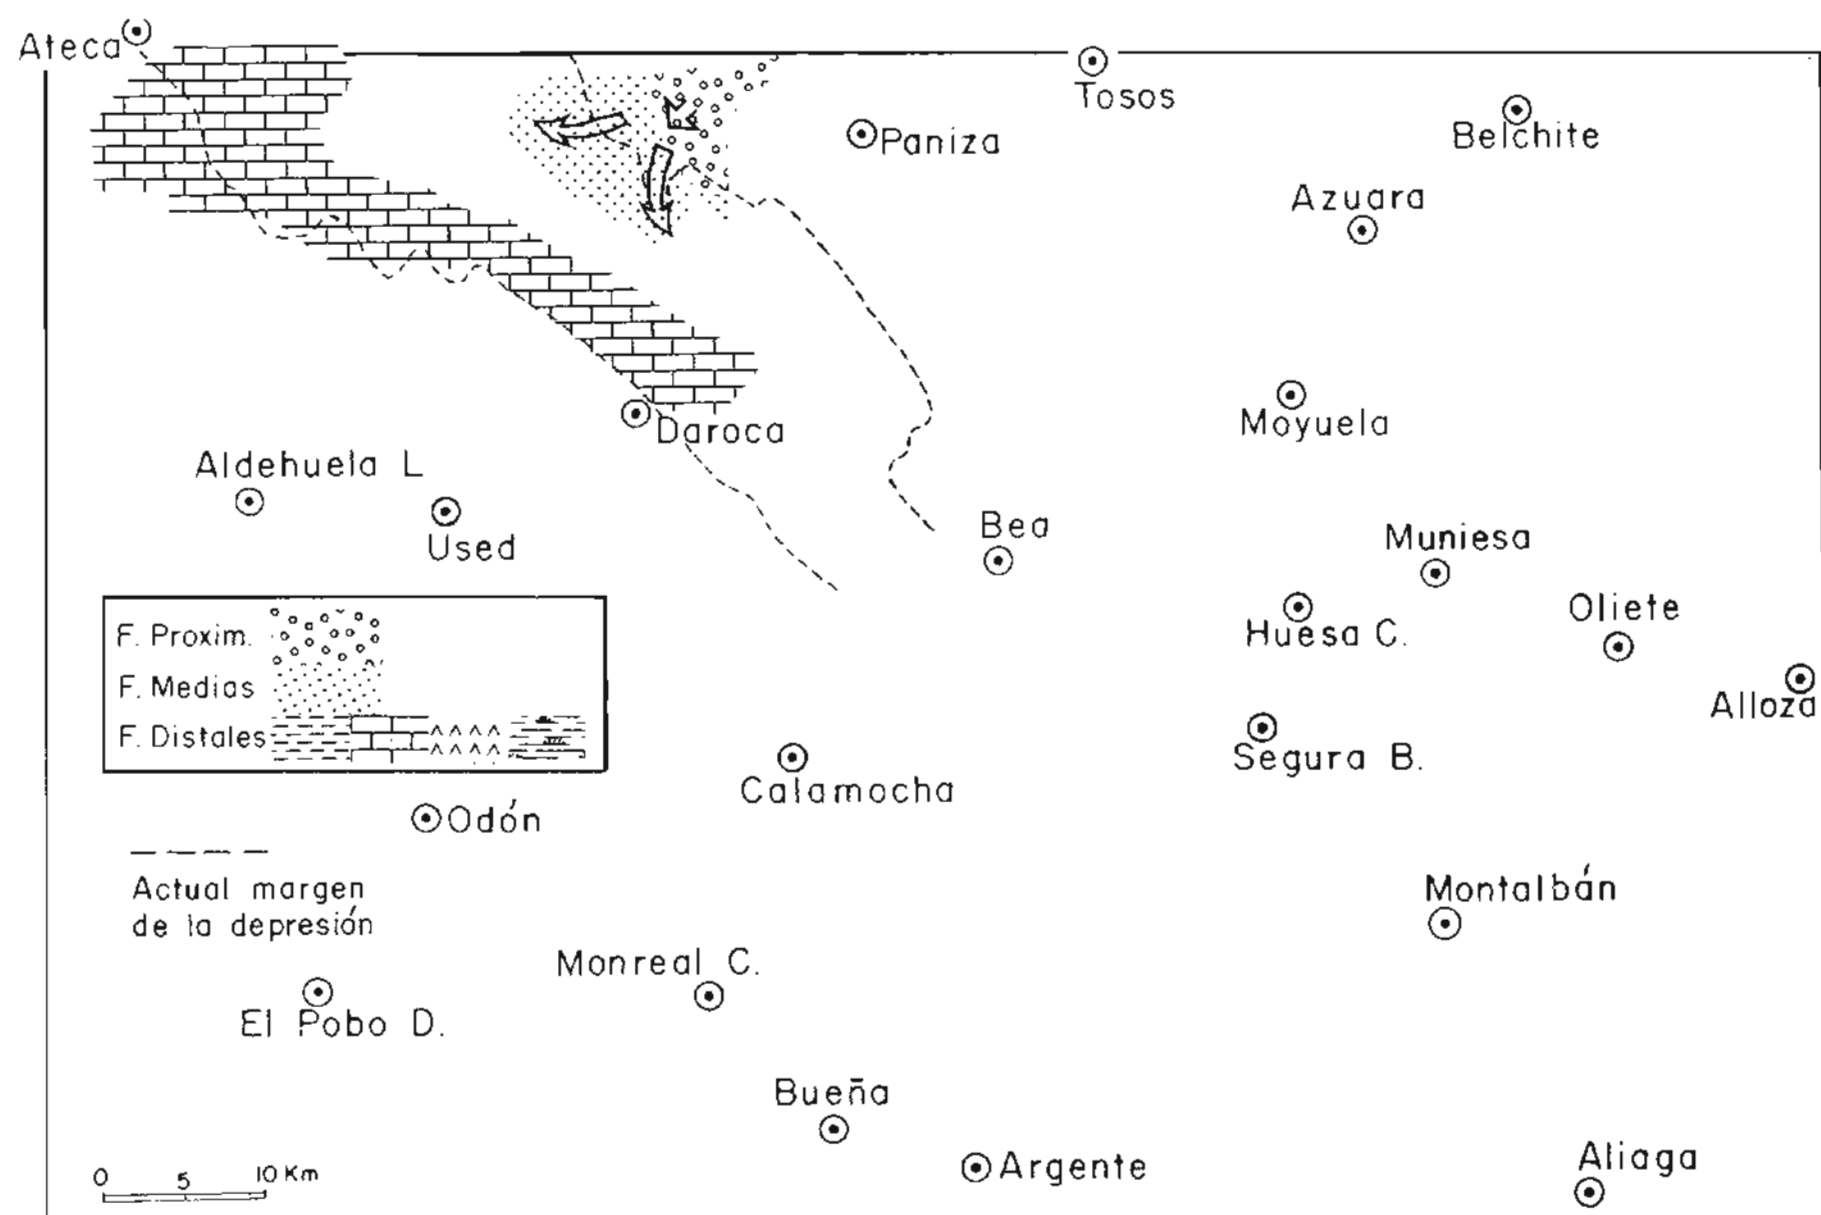 Ateca
Tosos
Paniza
Belchite
Azuara
Daroca
Moyuela
Aldehuela L
Used
Bea
Muniesa
Huesa C.
Oliete
Alloza
F. Proxim.
F. Medias
F. Distales
Segura B.
Calamocha
Odón
Actual margen
de la depresión
Montalbán
Monreal C.
El Pobo D.
Bueña
Argente
Aliaga
0 5 10 Km